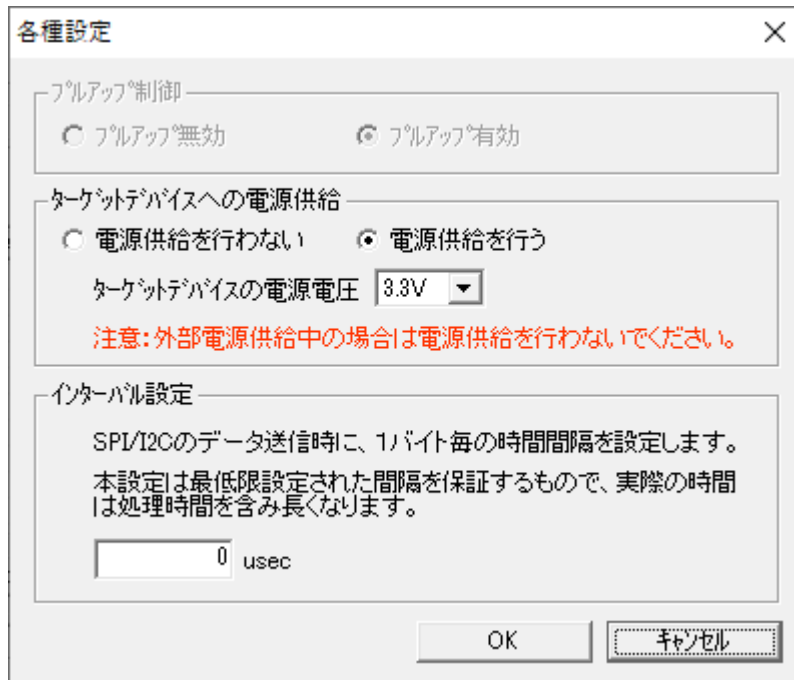 各種設定
ﾌﾟﾙｱｯﾌﾟ制御
ﾌﾟﾙｱｯﾌﾟ無効
ﾌﾟﾙｱｯﾌﾟ有効
ﾀｰｹﾞｯﾄﾃﾞﾊﾞｲｽへの電源供給
電源供給を行わない
電源供給を行う
ﾀｰｹﾞｯﾄﾃﾞﾊﾞｲｽの電源電圧 3.3V
注意：外部電源供給中の場合は電源供給を行わないでください。
ｲﾝﾀｰﾊﾞﾙ設定
SPI/I2Cのデータ送信時に、1バイト毎の時間間隔を設定します。
本設定は最低限設定された間隔を保証するもので、実際の時間
は処理時間を含み長くなります。
0 usec
OK
ｷｬﾝｾﾙ